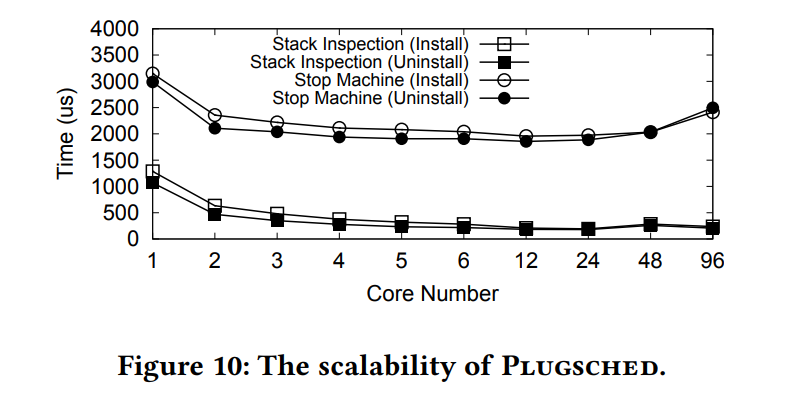 4000
3500
3000
2500
2000
1500
1000
500
0
Time (us)
Stack Inspection (Install)
Stack Inspection (Uninstall)
Stop Machine (Install)
Stop Machine (Uninstall)
1 2 3 4 5 6 12 24 48 96
Core Number
Figure 10: The scalability of PLUGSCHED.